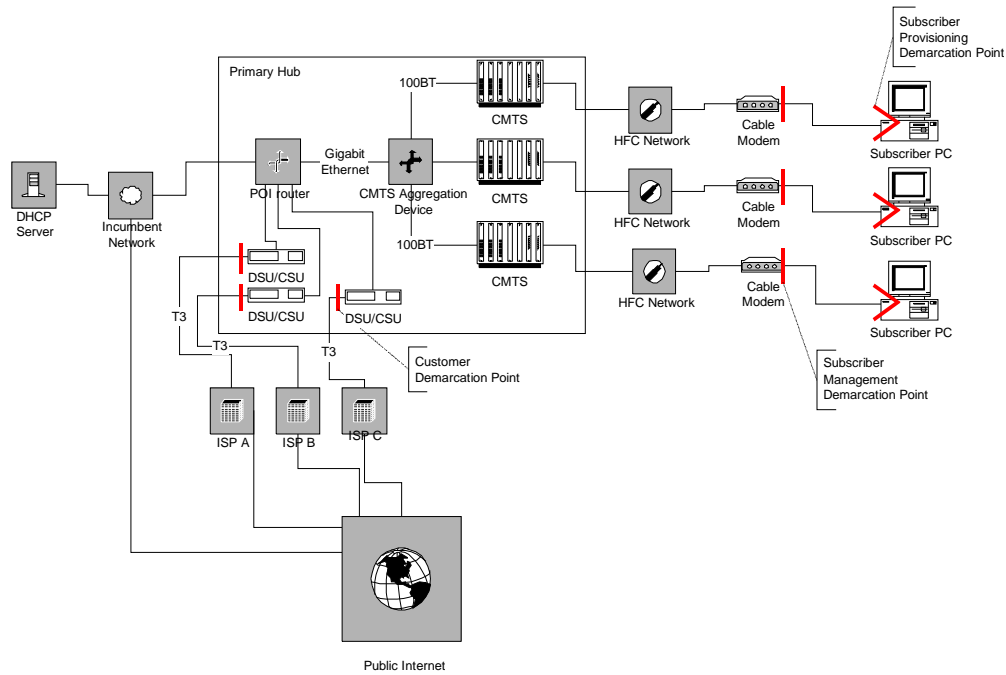 Subscriber
Provisioning
Demarcation Point
Primary Hub
100BT
CMTS
Cable
Modem
HFC Network
Subscriber PC
Gigabit
Ethernet
POI router
CMTS Aggregation
Device
CMTS
DHCP
Server
Incumbent
Network
HFC Network
Cable
Modem
Subscriber PC
100BT
DSU/CSU
CMTS
HFC Network
Cable
Modem
DSU/CSU
DSU/CSU
Subscriber PC
T3
T3
T3
Customer
Demarcation Point
Subscriber
Management
Demarcation Point
ISP A
ISP B
ISP C
Public Internet